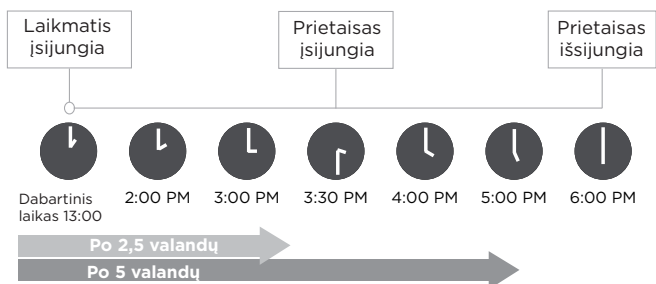 Laikmatis
įsijungia
Prietaisas
įsijungia
Prietaisas
išsijungia
Dabartinis
laikas 13:00
2:00 PM
3:00 PM
3:30 PM
4:00 PM
5:00 PM
6:00 PM
Po 2,5 valandų
Po 5 valandų